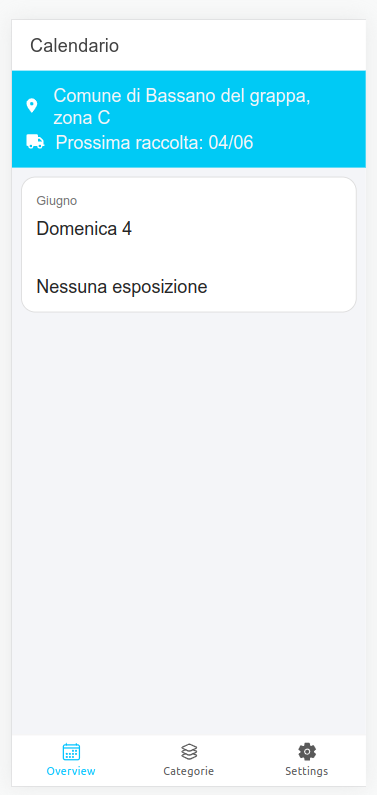 Calendario
Comune di Bassano del grappa,
zona C
Prossima raccolta: 04/06
Giugno
Domenica 4
Nessuna esposizione
Overview
Categorie
Settings